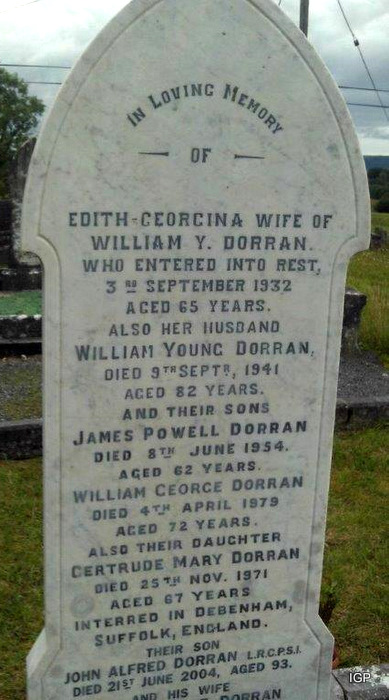 IN LOVING MEMORY
OF
EDITH-GEORGINA WIFE OF
WILLIAM Y. DORRAN.
WHO ENTERED INTO REST,
3RD SEPTEMBER 1932
AGED 65 YEARS.
ALSO HER HUSBAND
WILLIAM YOUNG DORRAN,
DIED 9TH SEPTR, 1941
AGED 82 YEARS.
AND THEIR SONS
JAMES POWELL DORRAN
DIED 8TH JUNE 1954.
AGED 62 YEARS.
WILLIAM GEORGE DORRAN
DIED 4TH APRIL 1979
AGED 72 YEARS.
ALSO THEIR DAUGHTER
GERTRUDE MARY DORRAN
DIED 25TH NOV. 1971
AGED 67 YEARS
INTERRED IN DEBENHAM,
SUFFOLK, ENGLAND.
THEIR SON
JOHN ALFRED DORRAN L.R.C.P.S.I.
DIED 21ST JUNE 2004, AGED 93.
AND HIS WIFE
DORRAN
IGP